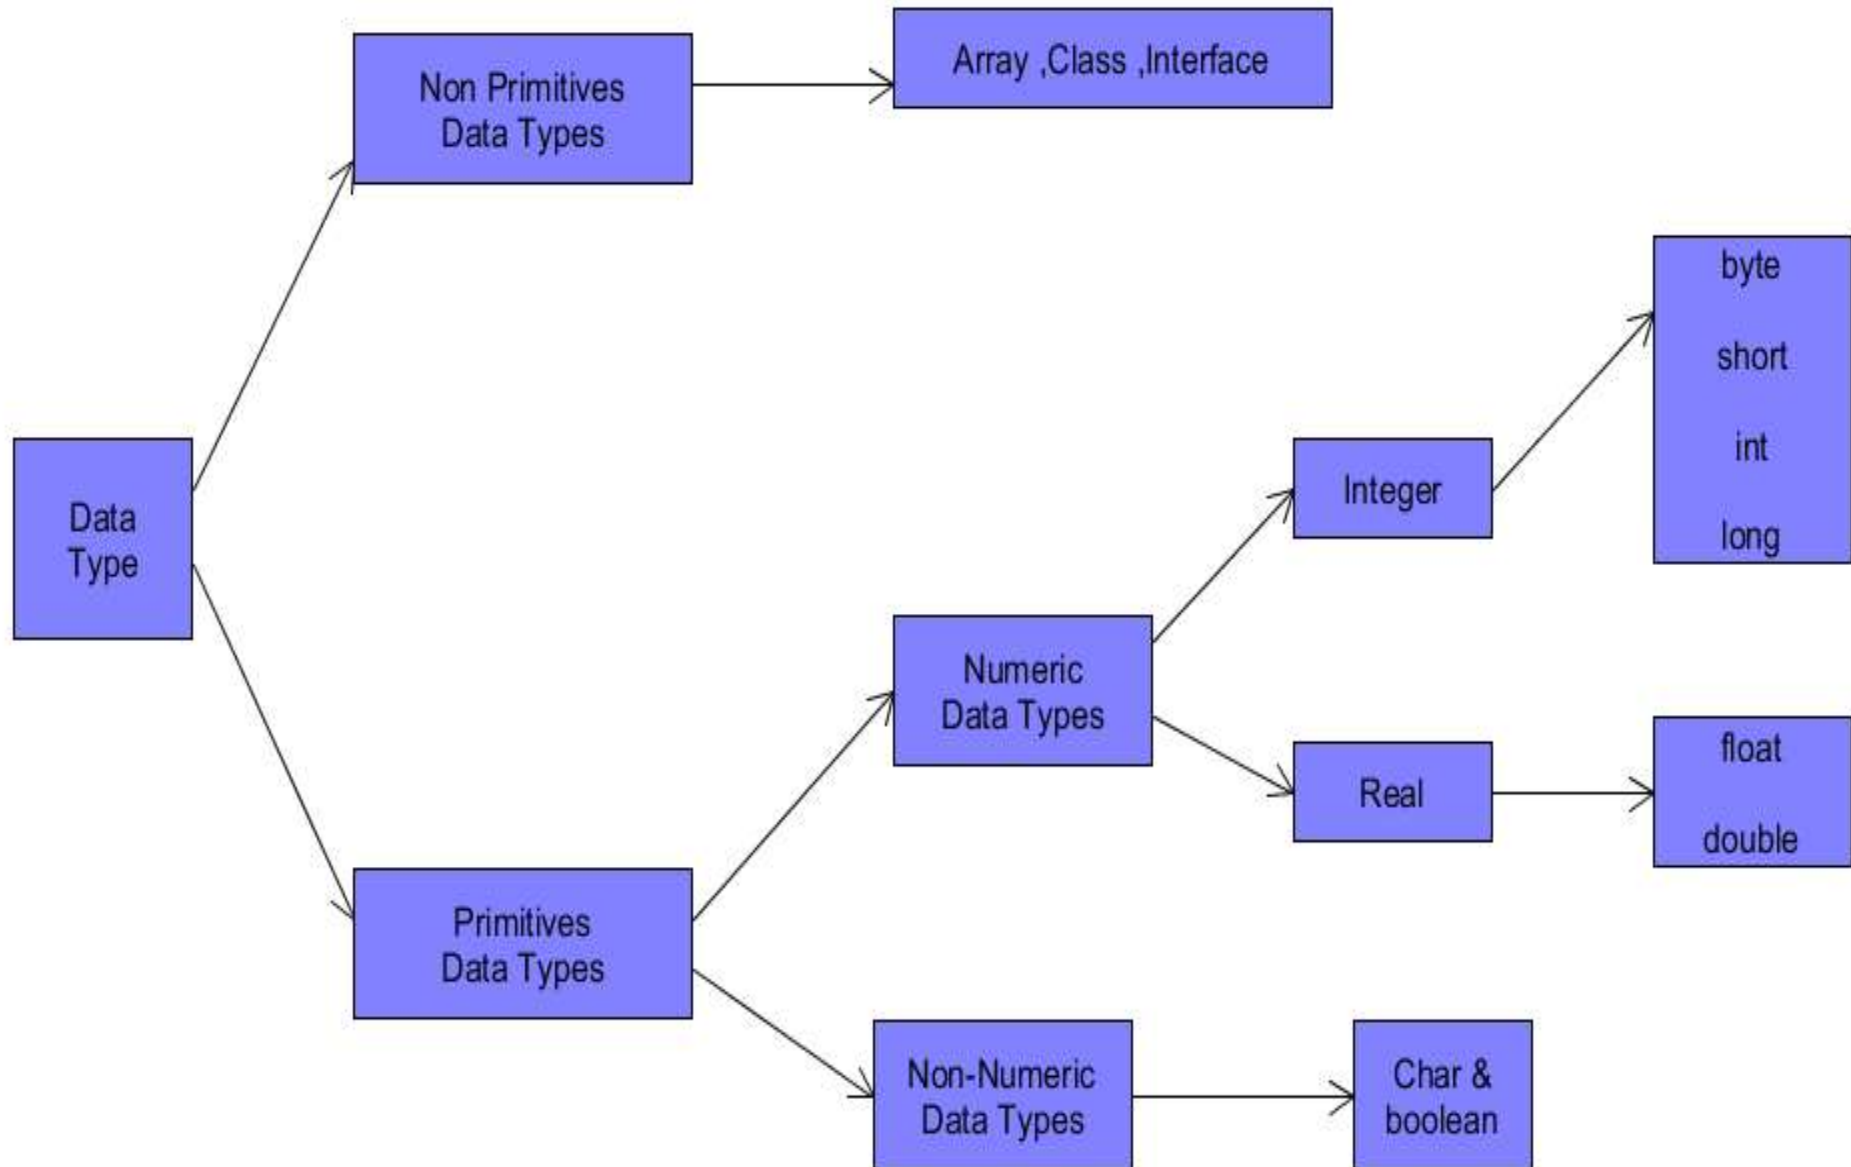 Array ,Class ,Interface
Non Primitives
Data Types
byte
short
int
long
Integer
Data
Type
Numeric
Data Types
float
double
Real
Primitives
Data Types
Non-Numeric
Data Types
Char &
boolean